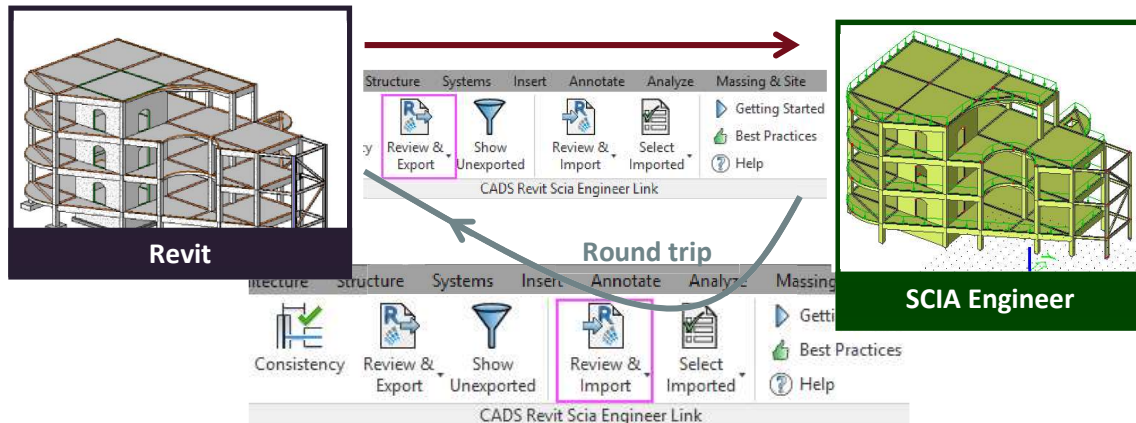 Structure Systems Insert Annotate Analyze Massing & Site
Review & Export
Show Unexported
Review & Import
Select Imported
Getting Started
Best Practices
Help
CADS Revit Scia Engineer Link
Revit
Round trip
SCIA Engineer
Structure Systems Insert Annotate Analyze Massing
Consistency
Review & Export
Show Unexported
Review & Import
Select Imported
Best Practices
Help
CADS Revit Scia Engineer Link